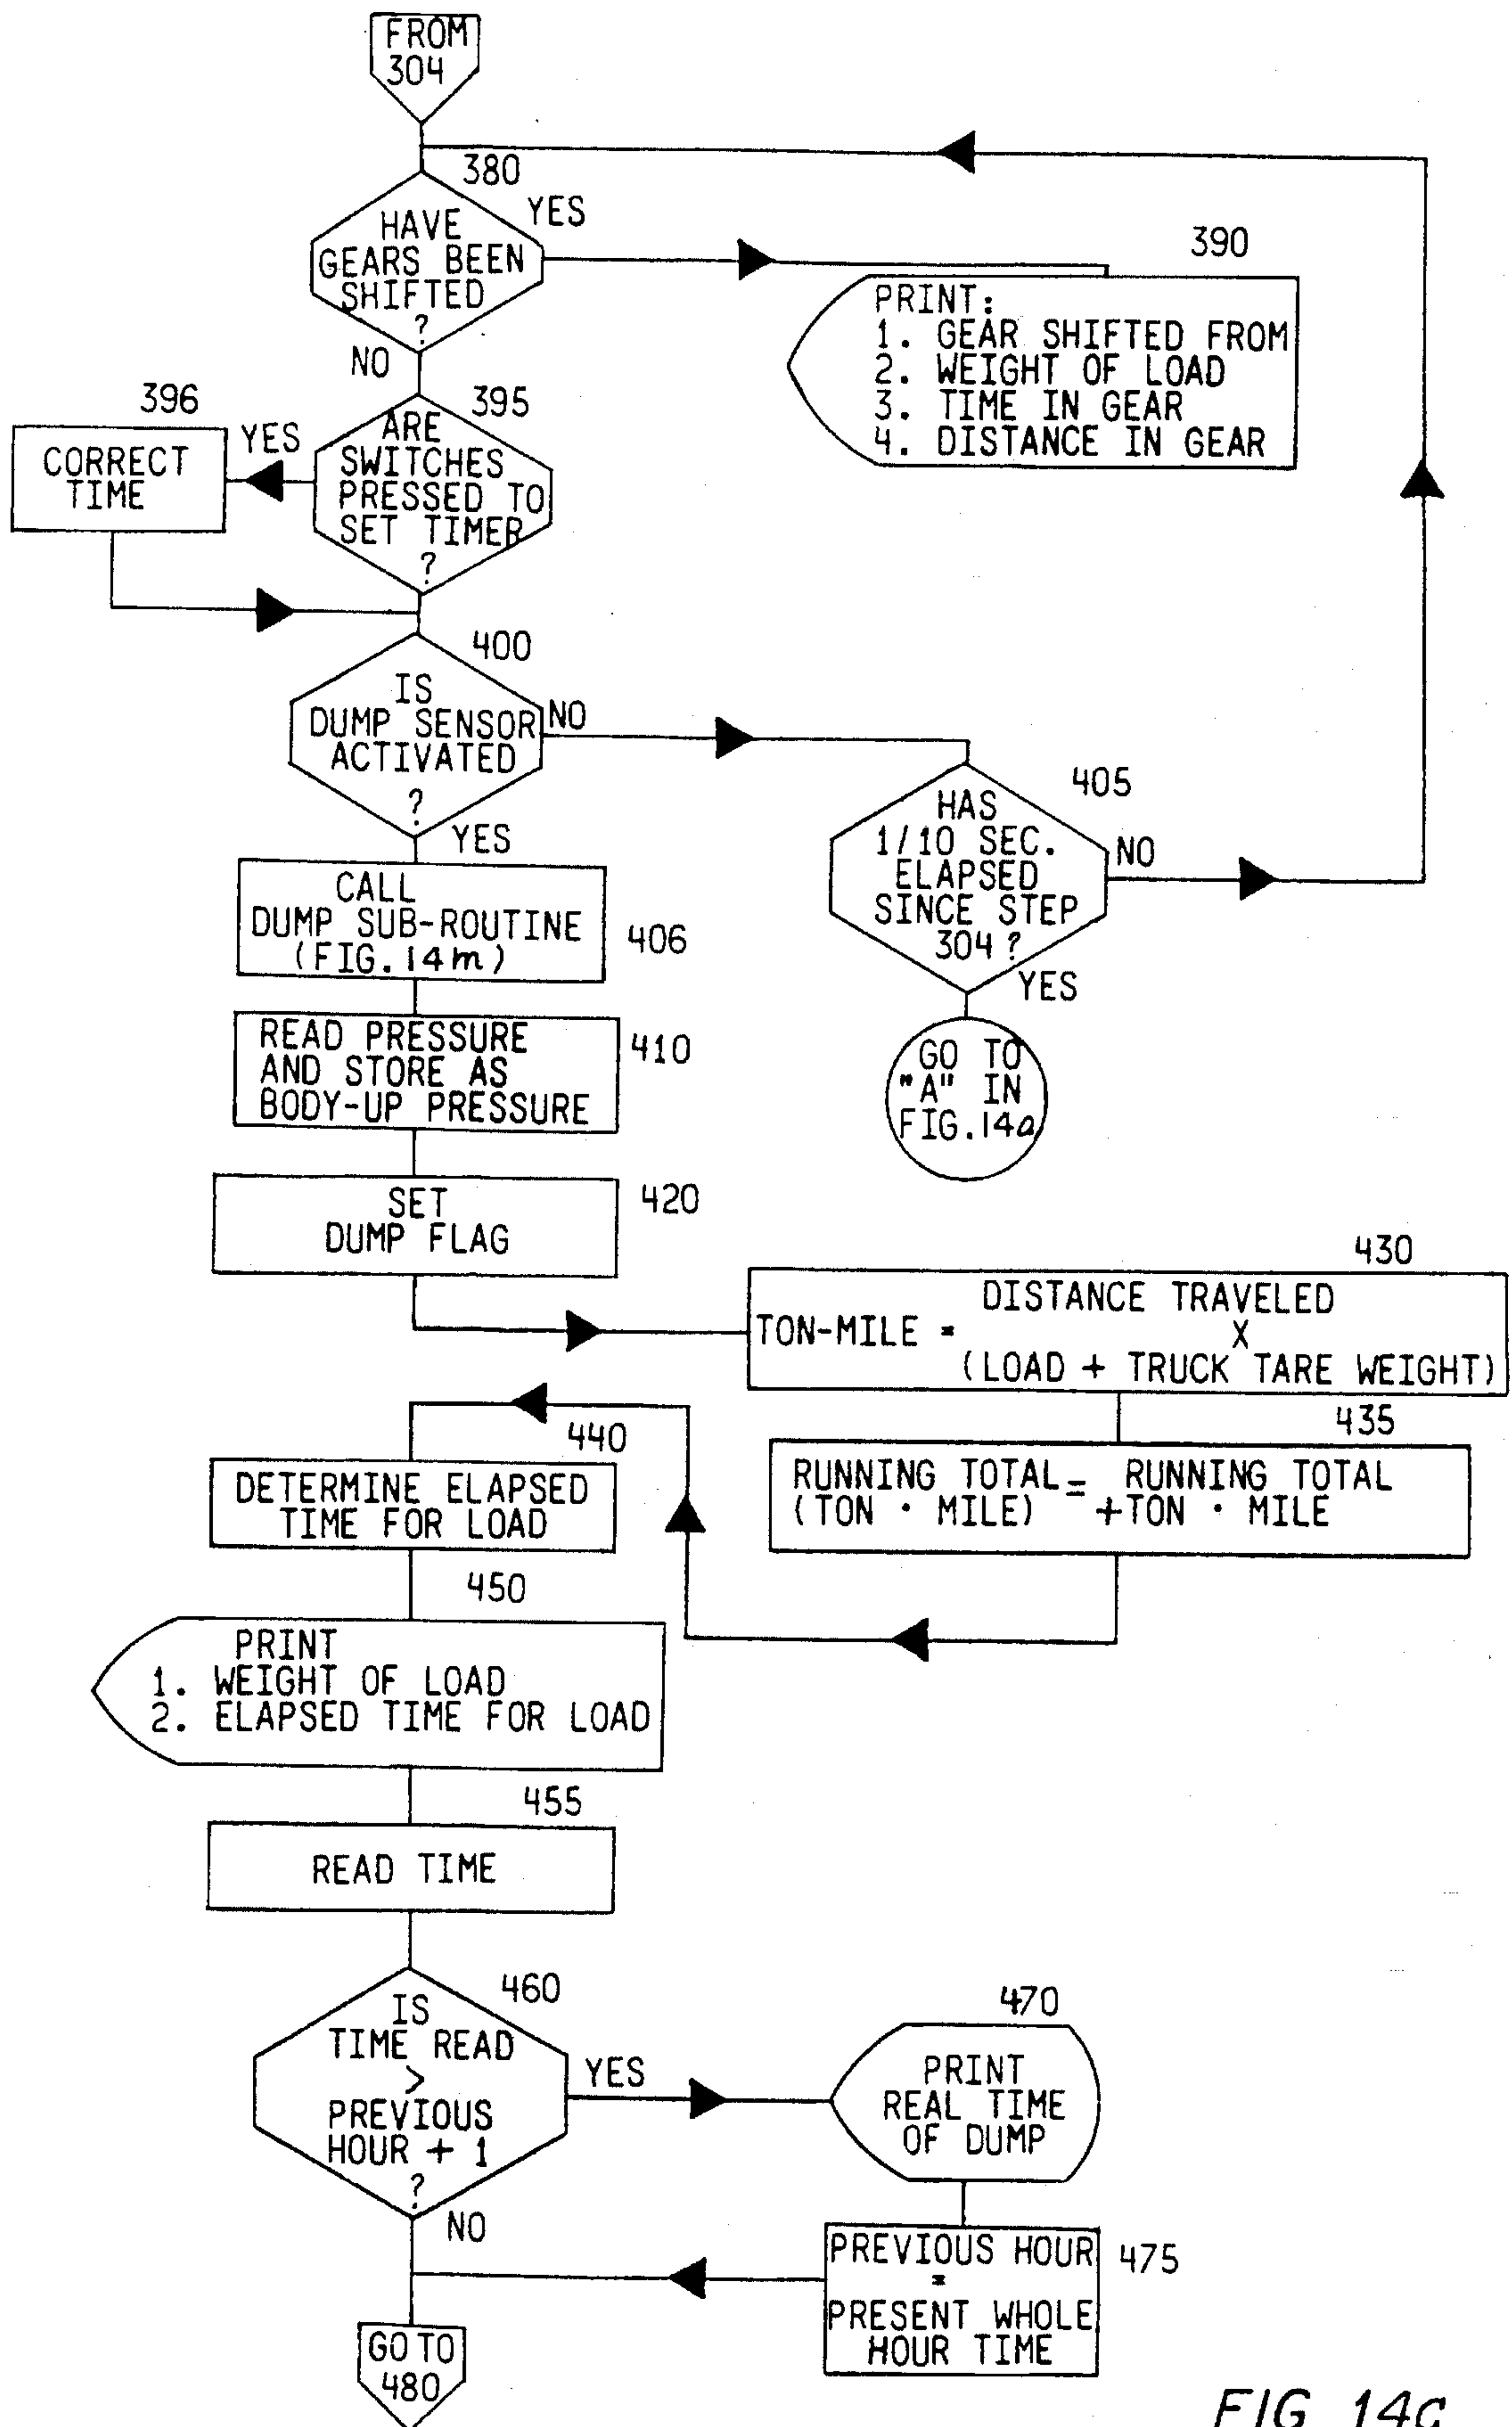 FROM
304
380
HAVE
GEARS BEEN
SHIFTED
?
YES
NO
390
PRINT:
1. GEAR SHIFTED FROM
2. WEIGHT OF LOAD
3. TIME IN GEAR
4. DISTANCE IN GEAR
395
ARE
SWITCHES
PRESSED TO
SET TIMER
?
YES
396
CORRECT
TIME
400
IS
DUMP SENSOR
ACTIVATED
?
NO
YES
405
HAS
1/10 SEC.
ELAPSED
SINCE STEP
304?
NO
YES
GO TO
"A" IN
FIG.14a
CALL
DUMP SUB-ROUTINE
(FIG.14m)
406
READ PRESSURE
AND STORE AS
BODY-UP PRESSURE
410
SET
DUMP FLAG
420
430
DISTANCE TRAVELED
TON-MILE = X
(LOAD + TRUCK TARE WEIGHT)
435
RUNNING TOTAL = RUNNING TOTAL
(TON · MILE) +TON · MILE
440
DETERMINE ELAPSED
TIME FOR LOAD
450
PRINT
1. WEIGHT OF LOAD
2. ELAPSED TIME FOR LOAD
455
READ TIME
460
IS
TIME READ
>
PREVIOUS
HOUR + 1
?
YES
NO
470
PRINT
REAL TIME
OF DUMP
PREVIOUS HOUR
=
PRESENT WHOLE
HOUR TIME
475
GO TO
480
FIG 14c